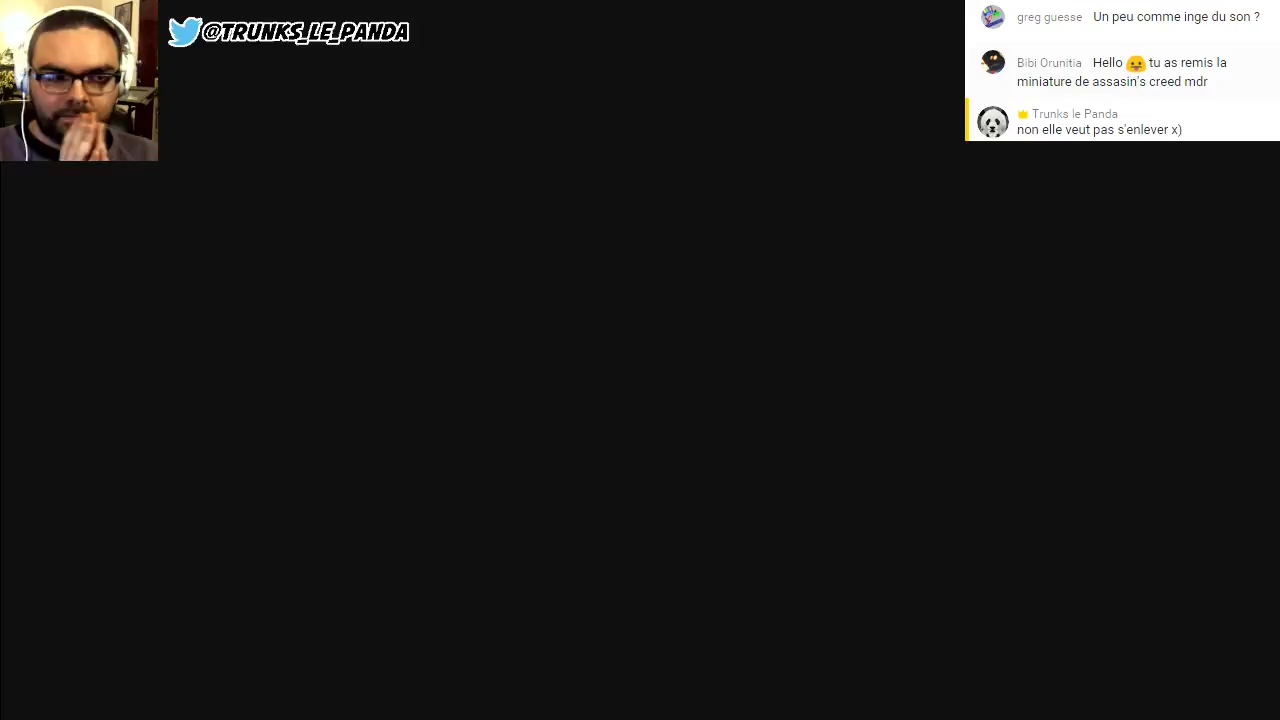 @TRUNKS_LE_PANDA
greg guesse Un peu comme inge du son ?
Bibi Orunitia Hello tu as remis la
miniature de assasin's creed mdr
Trunks le Panda
non elle veut pas s'enlever x)